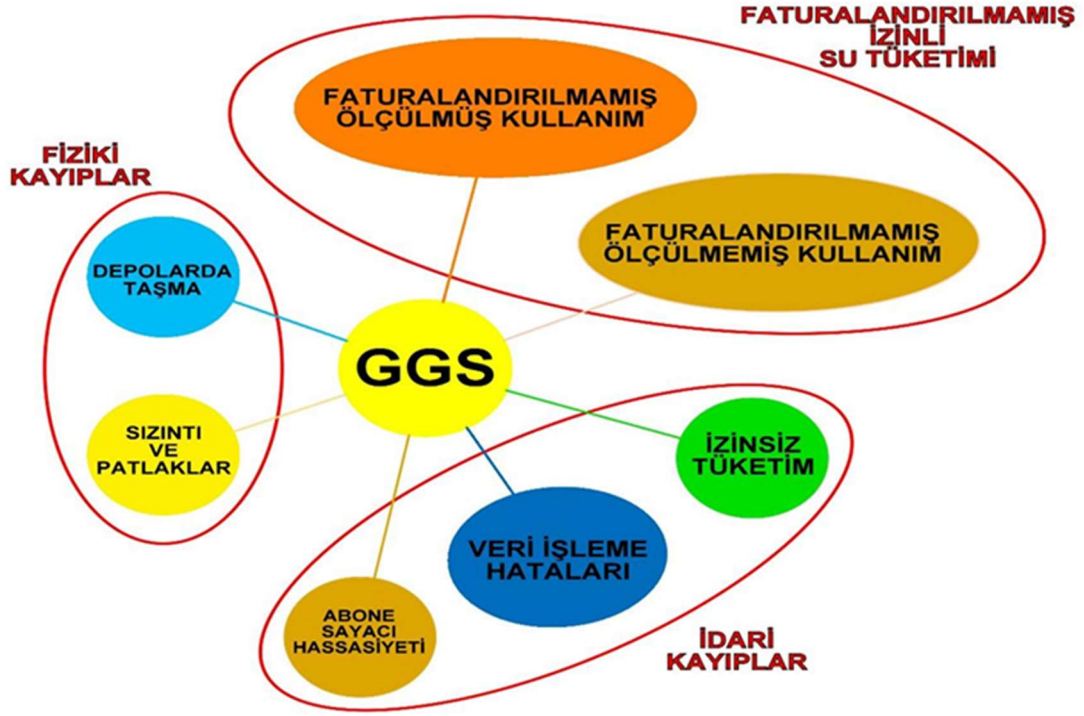 FATURALANDIRILMAMIŞ
İZİNLİ
SU TÜKETİMİ
FATURALANDIRILMAMIŞ
ÖLÇÜLMÜŞ KULLANIM
FİZİKİ
KAYIPLAR
FATURALANDIRILMAMIŞ
ÖLÇÜLMEMİŞ KULLANIM
DEPOLARDA
TAŞMA
GGS
SIZINTI
VE
PATLAKLAR
İZİNSİZ
TÜKETİM
VERİ İŞLEME
HATALARI
ABONE
SAYACI
HASSASİYETİ
İDARİ
KAYIPLAR